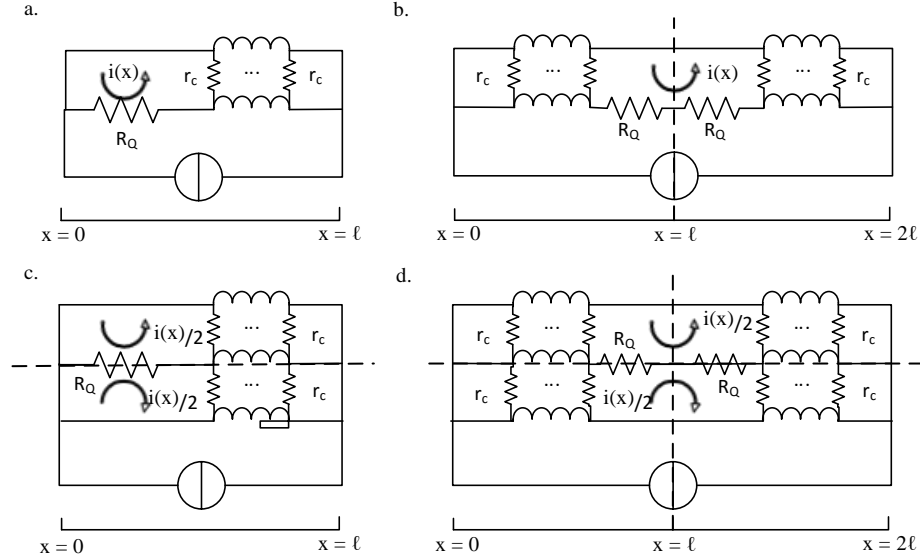 a.
i(x)
r_c
...
r_c
R_Q
x = 0
x = ℓ
b.
r_c
...
i(x)
...
r_c
R_Q
R_Q
x = 0
x = ℓ
x = 2ℓ
c.
i(x)/2
...
r_c
R_Q
i(x)/2
...
r_c
x = 0
x = ℓ
d.
r_c
...
R_Q
i(x)/2
...
r_c
r_c
...
i(x)/2
R_Q
...
r_c
x = 0
x = ℓ
x = 2ℓ